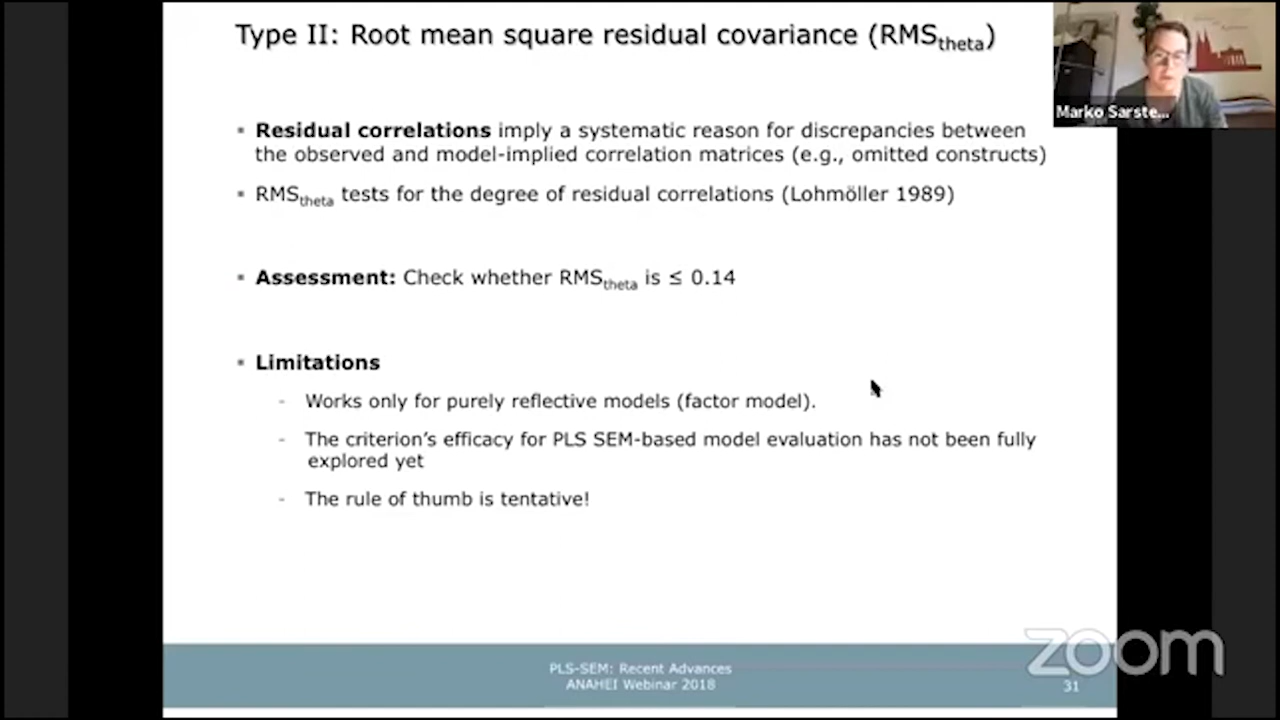 Type II: Root mean square residual covariance (RMStheta)
Marko Sarste...
▪ Residual correlations imply a systematic reason for discrepancies between
the observed and model-implied correlation matrices (e.g., omitted constructs)
▪ RMStheta tests for the degree of residual correlations (Lohmöller 1989)
▪ Assessment: Check whether RMStheta is ≤ 0.14
▪ Limitations
- Works only for purely reflective models (factor model).
- The criterion's efficacy for PLS SEM-based model evaluation has not been fully
explored yet
- The rule of thumb is tentative!
zoom
PLS-SEM: Recent Advances
ANAHEI Webinar 2018
31